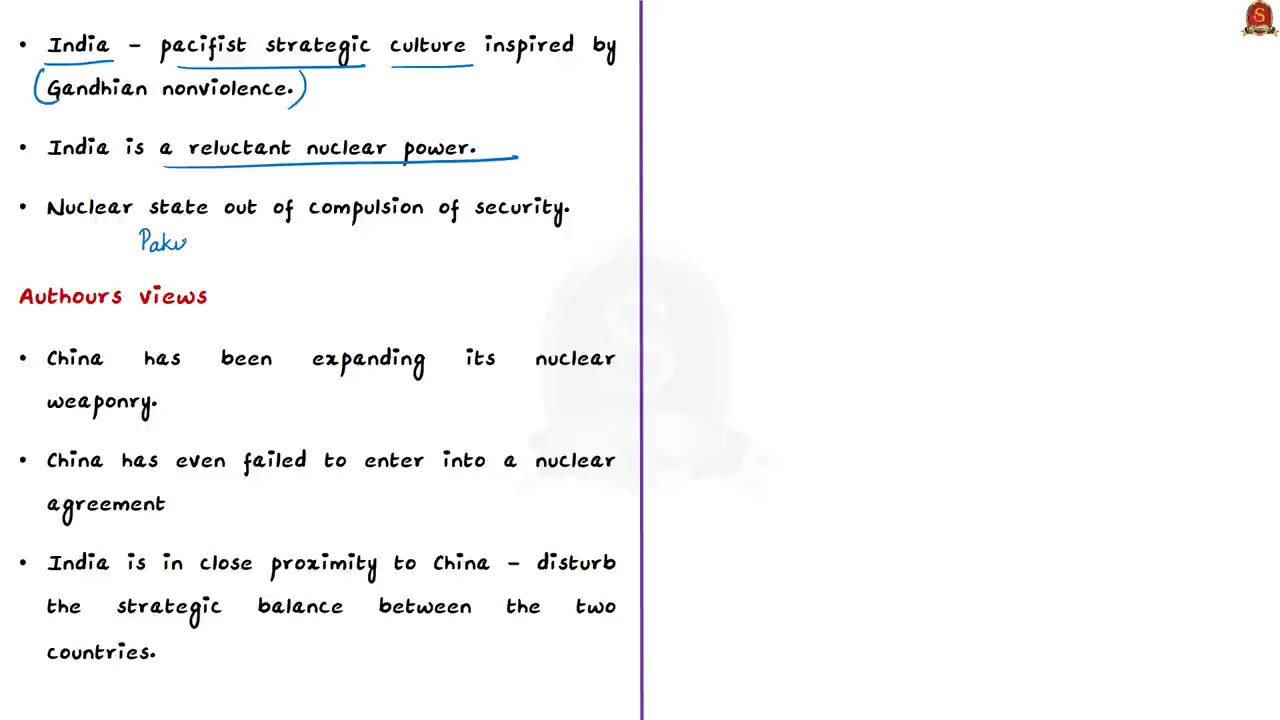 • India – pacifist strategic culture inspired by
Gandhian nonviolence.
• India is a reluctant nuclear power.
• Nuclear state out of compulsion of security.
Authours views
• China has been expanding its nuclear
weaponry.
• China has even failed to enter into a nuclear
agreement
• India is in close proximity to China – disturb
the strategic balance between the two
countries.